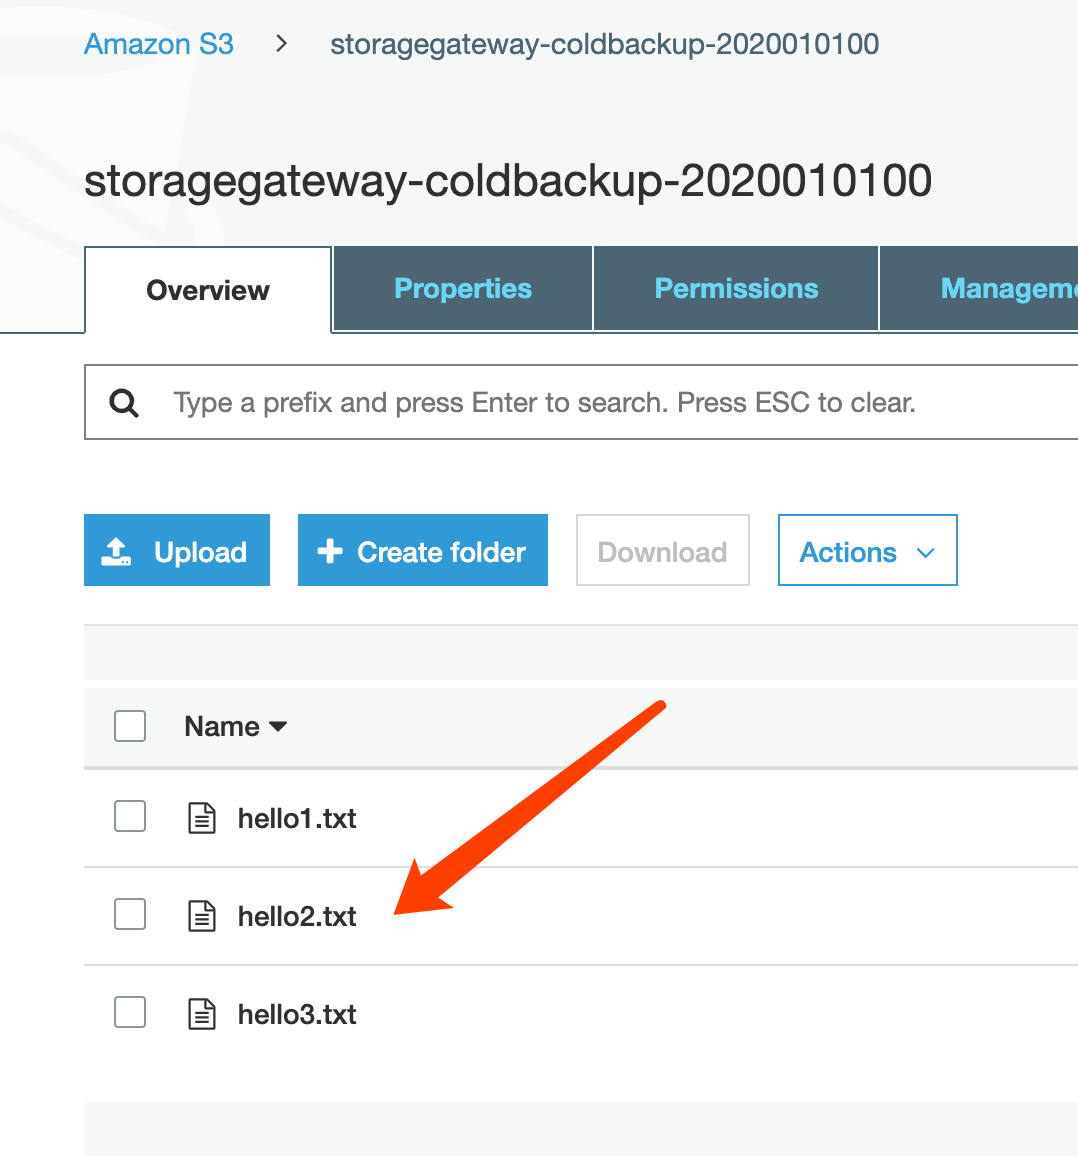 Amazon S3 > storagegateway-coldbackup-2020010100
storagegateway-coldbackup-2020010100
Overview Properties Permissions Manageme
Type a prefix and press Enter to search. Press ESC to clear.
Upload Create folder Download Actions
Name
hello1.txt
hello2.txt
hello3.txt